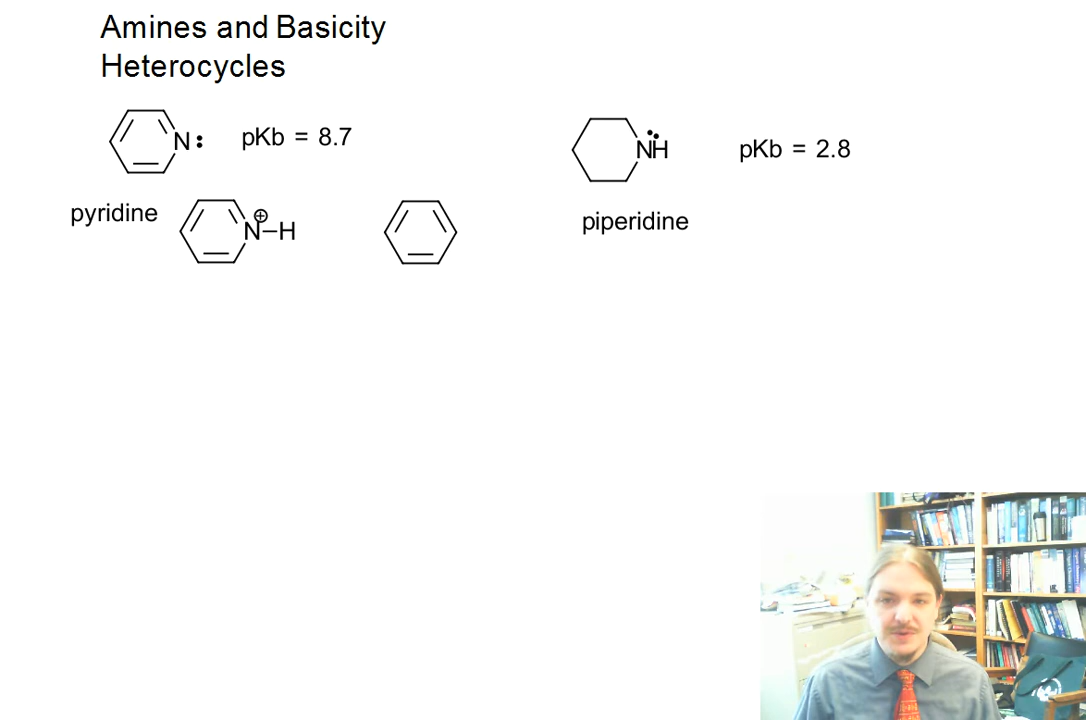 Amines and Basicity
Heterocycles
N: pKb = 8.7
NH pKb = 2.8
pyridine
N–H
⊕
piperidine